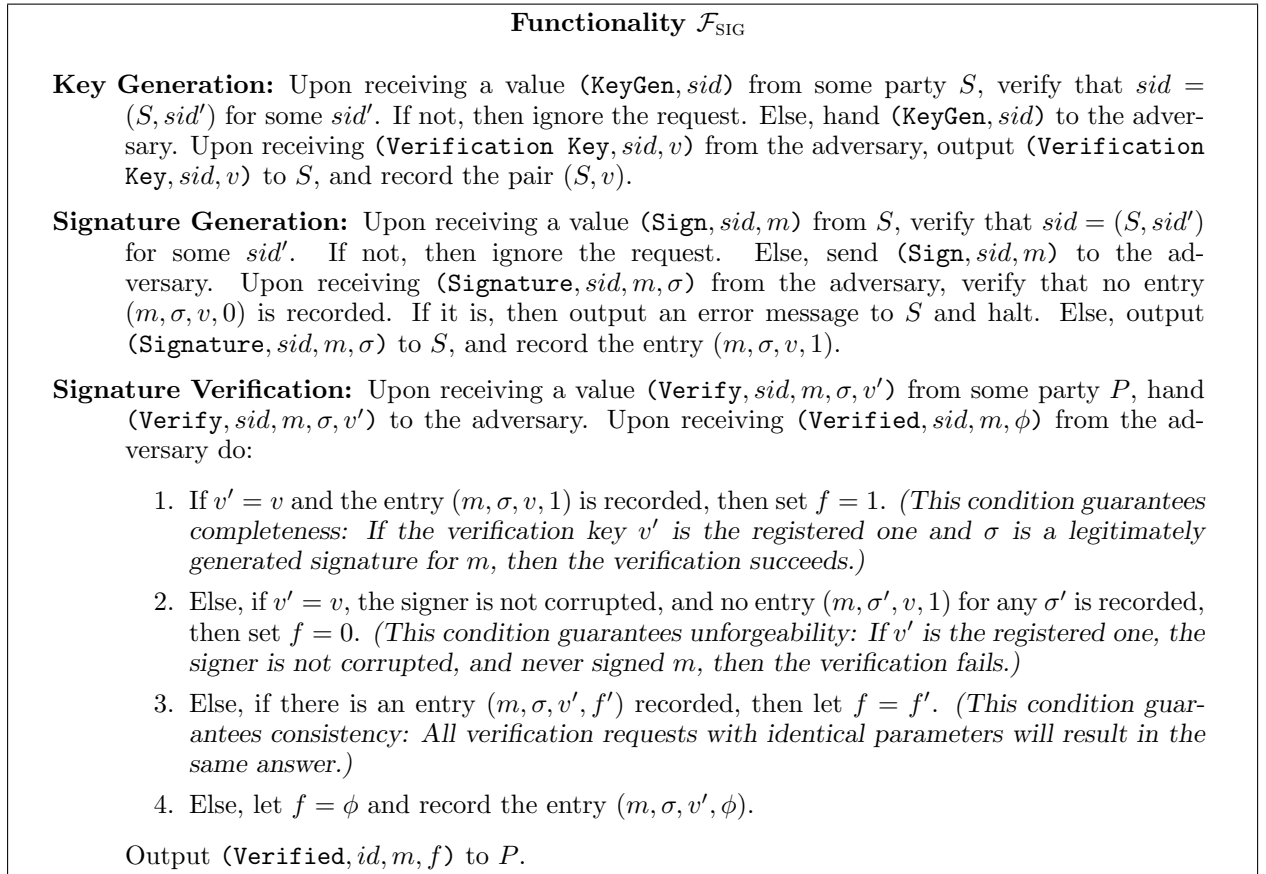 Functionality F_SIG
Key Generation: Upon receiving a value (KeyGen, sid) from some party S, verify that sid =
(S, sid′) for some sid′. If not, then ignore the request. Else, hand (KeyGen, sid) to the adver-
sary. Upon receiving (Verification Key, sid, v) from the adversary, output (Verification
Key, sid, v) to S, and record the pair (S, v).
Signature Generation: Upon receiving a value (Sign, sid, m) from S, verify that sid = (S, sid′)
for some sid′. If not, then ignore the request. Else, send (Sign, sid, m) to the ad-
versary. Upon receiving (Signature, sid, m, σ) from the adversary, verify that no entry
(m, σ, v, 0) is recorded. If it is, then output an error message to S and halt. Else, output
(Signature, sid, m, σ) to S, and record the entry (m, σ, v, 1).
Signature Verification: Upon receiving a value (Verify, sid, m, σ, v′) from some party P, hand
(Verify, sid, m, σ, v′) to the adversary. Upon receiving (Verified, sid, m, ϕ) from the ad-
versary do:
1. If v′ = v and the entry (m, σ, v, 1) is recorded, then set f = 1. (This condition guarantees
completeness: If the verification key v′ is the registered one and σ is a legitimately
generated signature for m, then the verification succeeds.)
2. Else, if v′ = v, the signer is not corrupted, and no entry (m, σ′, v, 1) for any σ′ is recorded,
then set f = 0. (This condition guarantees unforgeability: If v′ is the registered one, the
signer is not corrupted, and never signed m, then the verification fails.)
3. Else, if there is an entry (m, σ, v′, f′) recorded, then let f = f′. (This condition guar-
antees consistency: All verification requests with identical parameters will result in the
same answer.)
4. Else, let f = ϕ and record the entry (m, σ, v′, ϕ).
Output (Verified, id, m, f) to P.